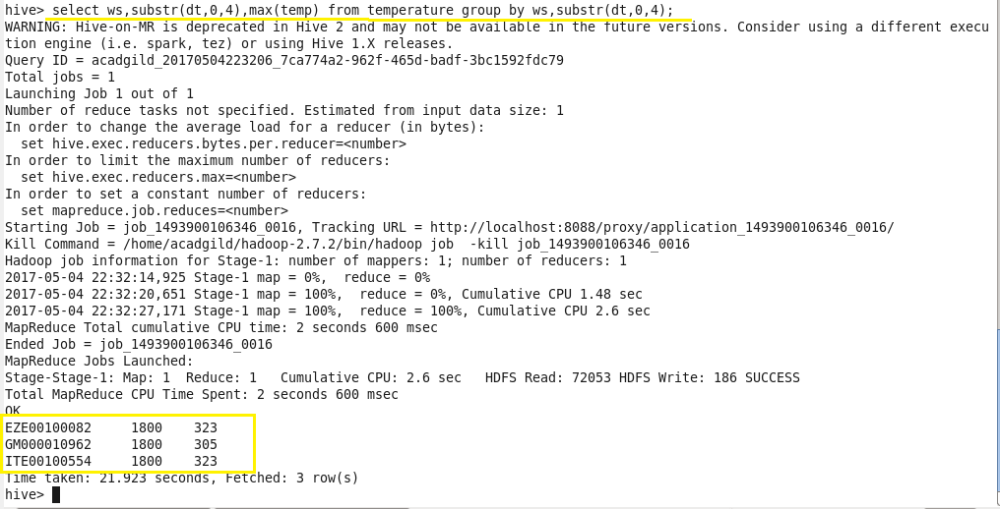 hive> select ws,substr(dt,0,4),max(temp) from temperature group by ws,substr(dt,0,4);
WARNING: Hive-on-MR is deprecated in Hive 2 and may not be available in the future versions. Consider using a different execu
tion engine (i.e. spark, tez) or using Hive 1.X releases.
Query ID = acadgild_20170504223206_7ca774a2-962f-465d-badf-3bc1592fdc79
Total jobs = 1
Launching Job 1 out of 1
Number of reduce tasks not specified. Estimated from input data size: 1
In order to change the average load for a reducer (in bytes):
  set hive.exec.reducers.bytes.per.reducer=<number>
In order to limit the maximum number of reducers:
  set hive.exec.reducers.max=<number>
In order to set a constant number of reducers:
  set mapreduce.job.reduces=<number>
Starting Job = job_1493900106346_0016, Tracking URL = http://localhost:8088/proxy/application_1493900106346_0016/
Kill Command = /home/acadgild/hadoop-2.7.2/bin/hadoop job  -kill job_1493900106346_0016
Hadoop job information for Stage-1: number of mappers: 1; number of reducers: 1
2017-05-04 22:32:14,925 Stage-1 map = 0%,  reduce = 0%
2017-05-04 22:32:20,651 Stage-1 map = 100%,  reduce = 0%, Cumulative CPU 1.48 sec
2017-05-04 22:32:27,171 Stage-1 map = 100%,  reduce = 100%, Cumulative CPU 2.6 sec
MapReduce Total cumulative CPU time: 2 seconds 600 msec
Ended Job = job_1493900106346_0016
MapReduce Jobs Launched:
Stage-Stage-1: Map: 1  Reduce: 1   Cumulative CPU: 2.6 sec   HDFS Read: 72053 HDFS Write: 186 SUCCESS
Total MapReduce CPU Time Spent: 2 seconds 600 msec
OK
EZE00100082     1800    323
GM000010962     1800    305
ITE00100554     1800    323
Time taken: 21.923 seconds, Fetched: 3 row(s)
hive>